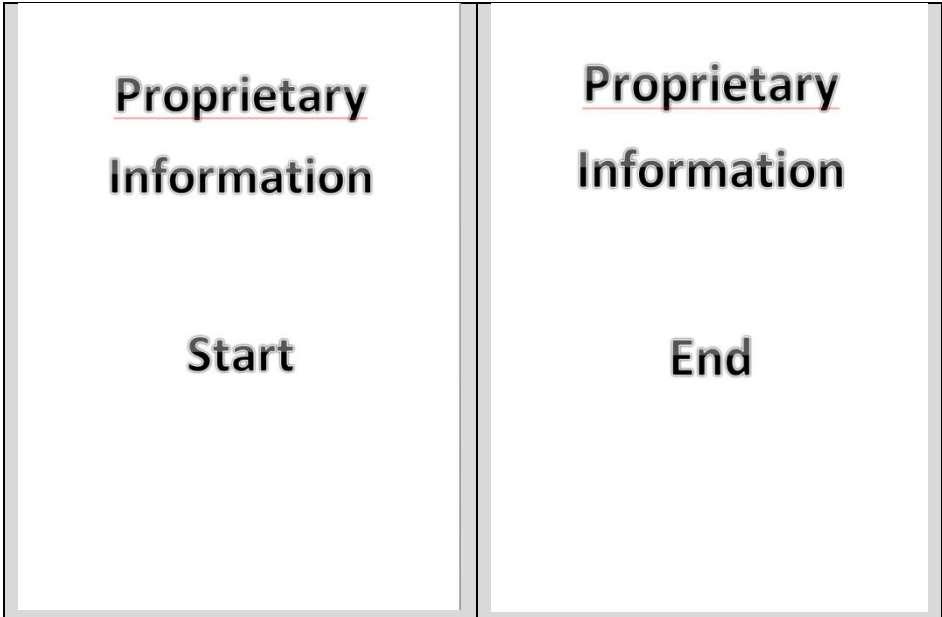 Proprietary
Information
Start
Proprietary
Information
End